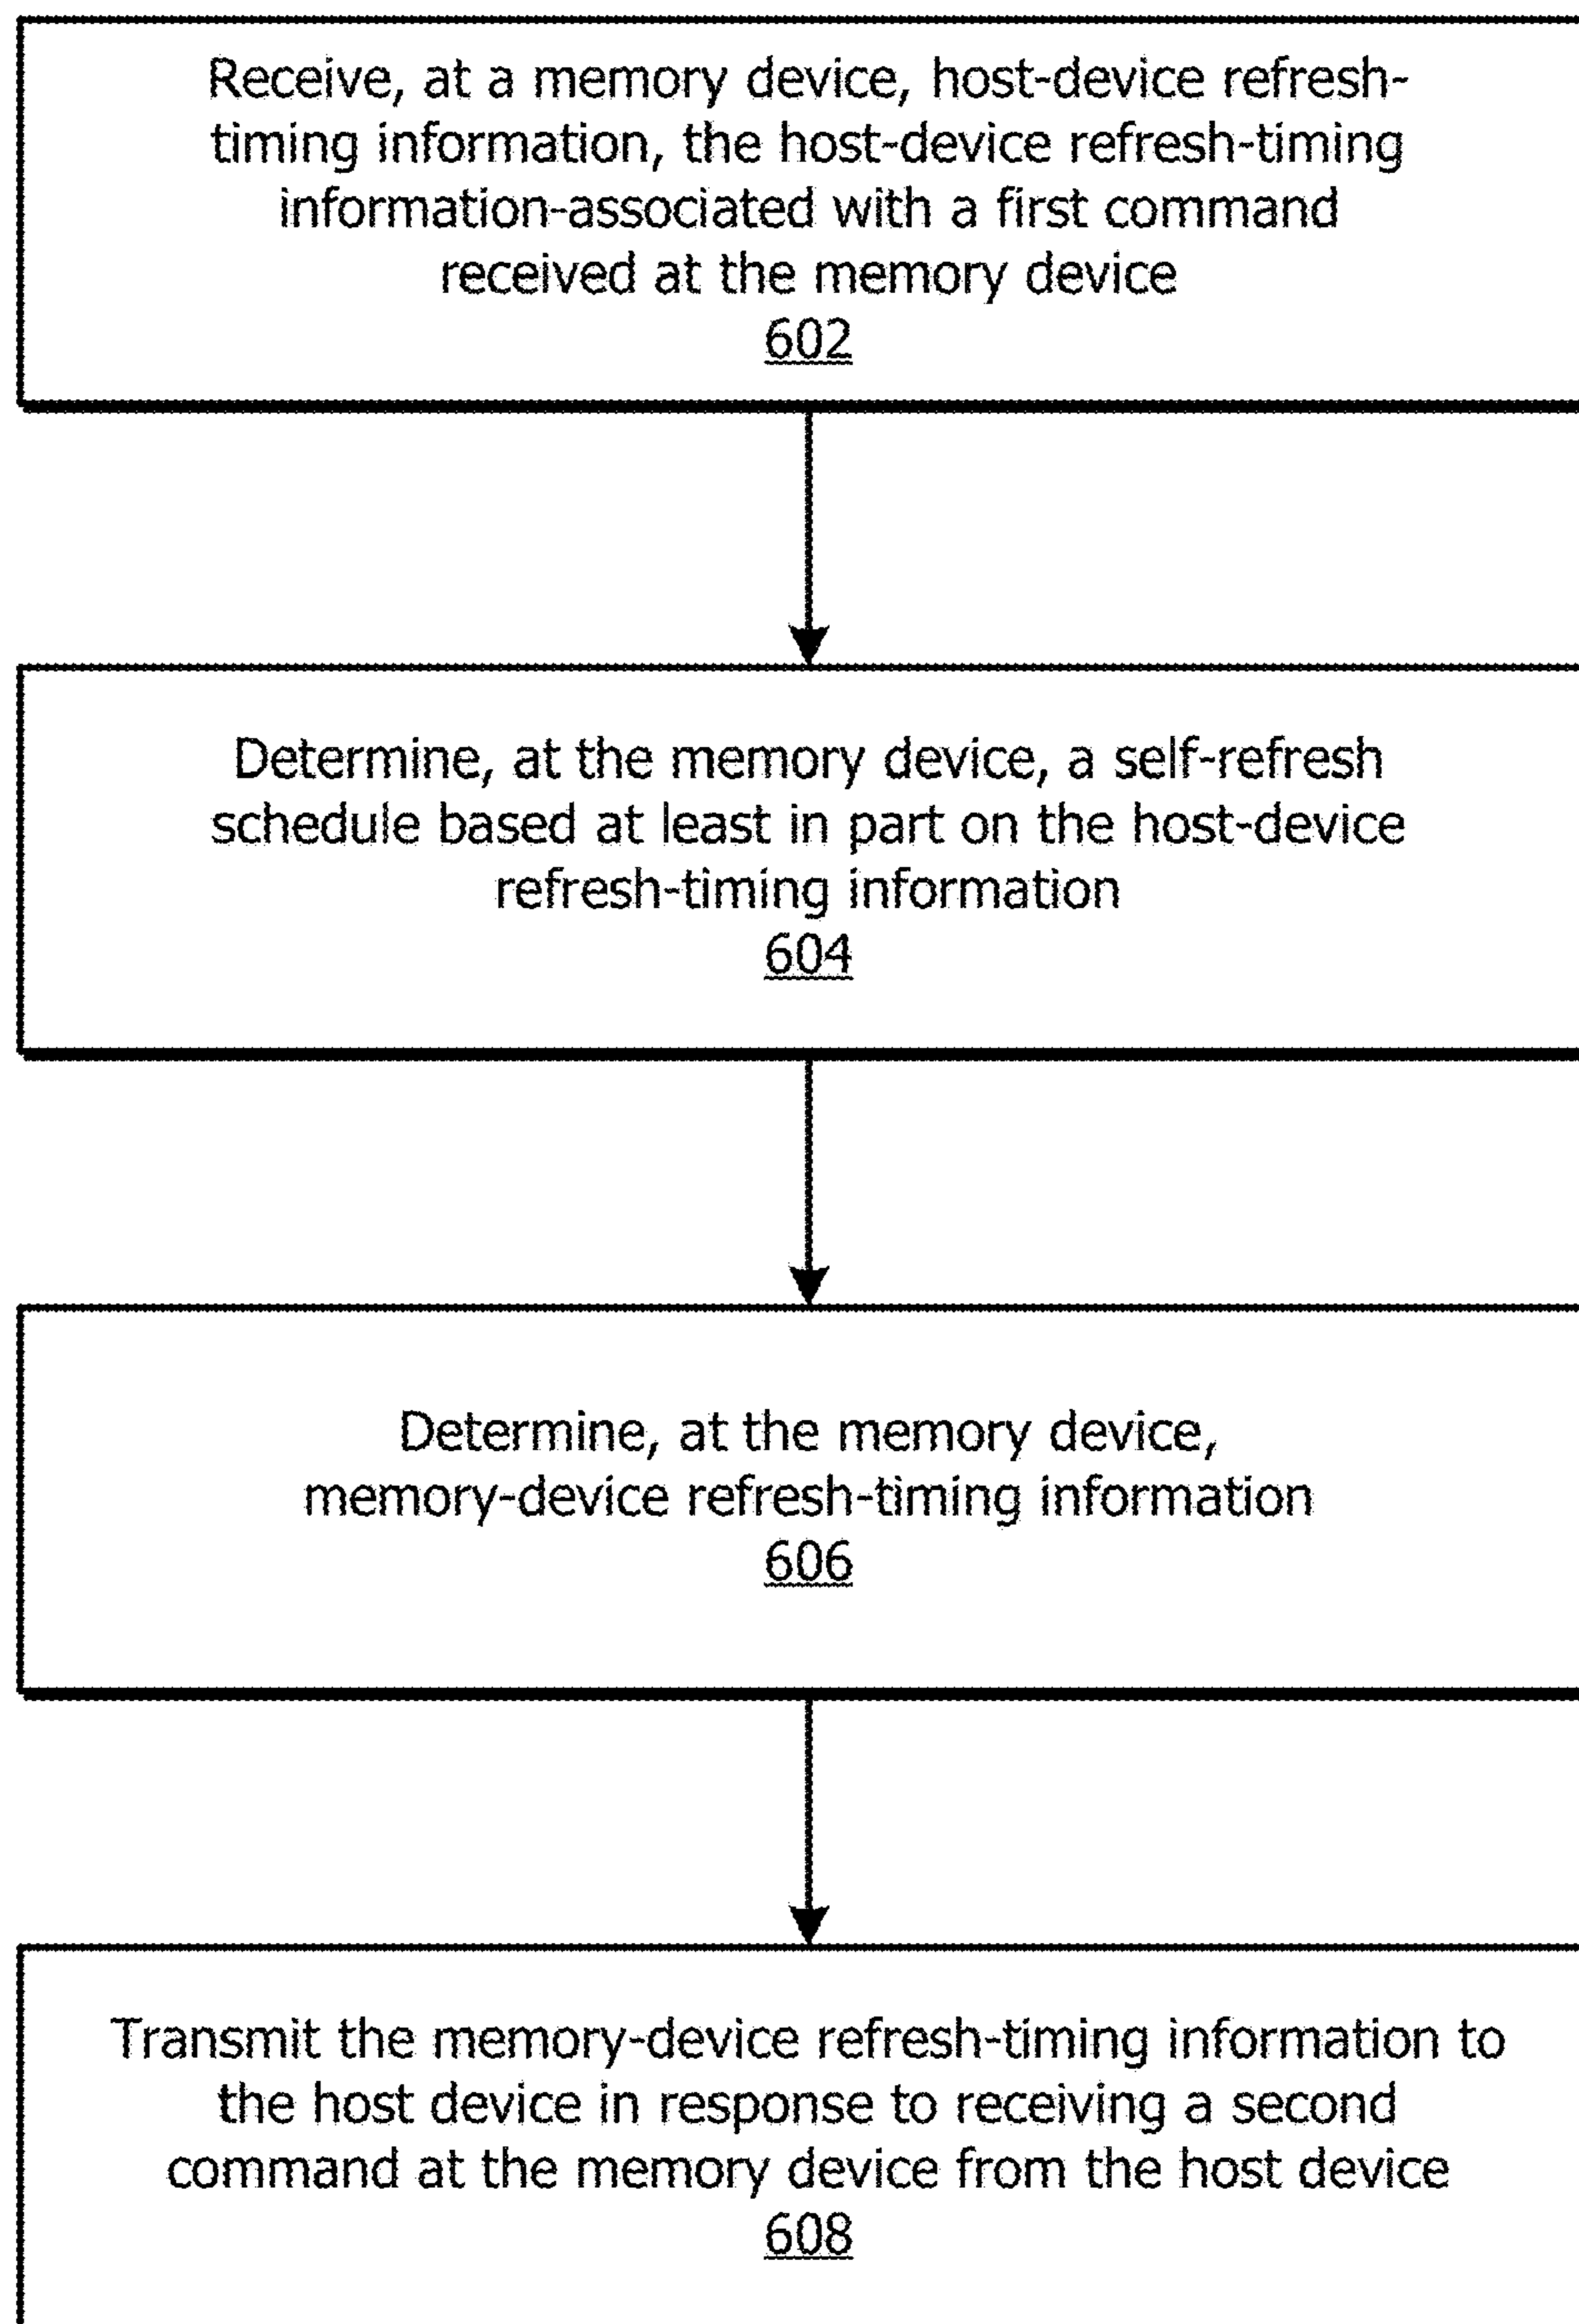 Receive, at a memory device, host-device refresh-
timing information, the host-device refresh-timing
information-associated with a first command
received at the memory device
602
Determine, at the memory device, a self-refresh
schedule based at least in part on the host-device
refresh-timing information
604
Determine, at the memory device,
memory-device refresh-timing information
606
Transmit the memory-device refresh-timing information to
the host device in response to receiving a second
command at the memory device from the host device
608